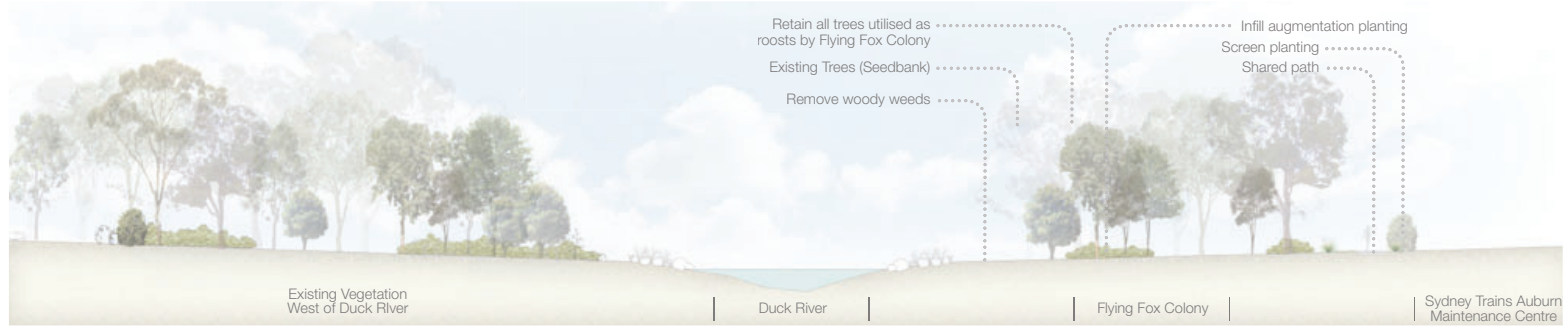 Retain all trees utilised as
roosts by Flying Fox Colony
Existing Trees (Seedbank)
Remove woody weeds
Infill augmentation planting
Screen planting
Shared path
Existing Vegetation
West of Duck RIver
Duck River
Flying Fox Colony
Sydney Trains Auburn
Maintenance Centre